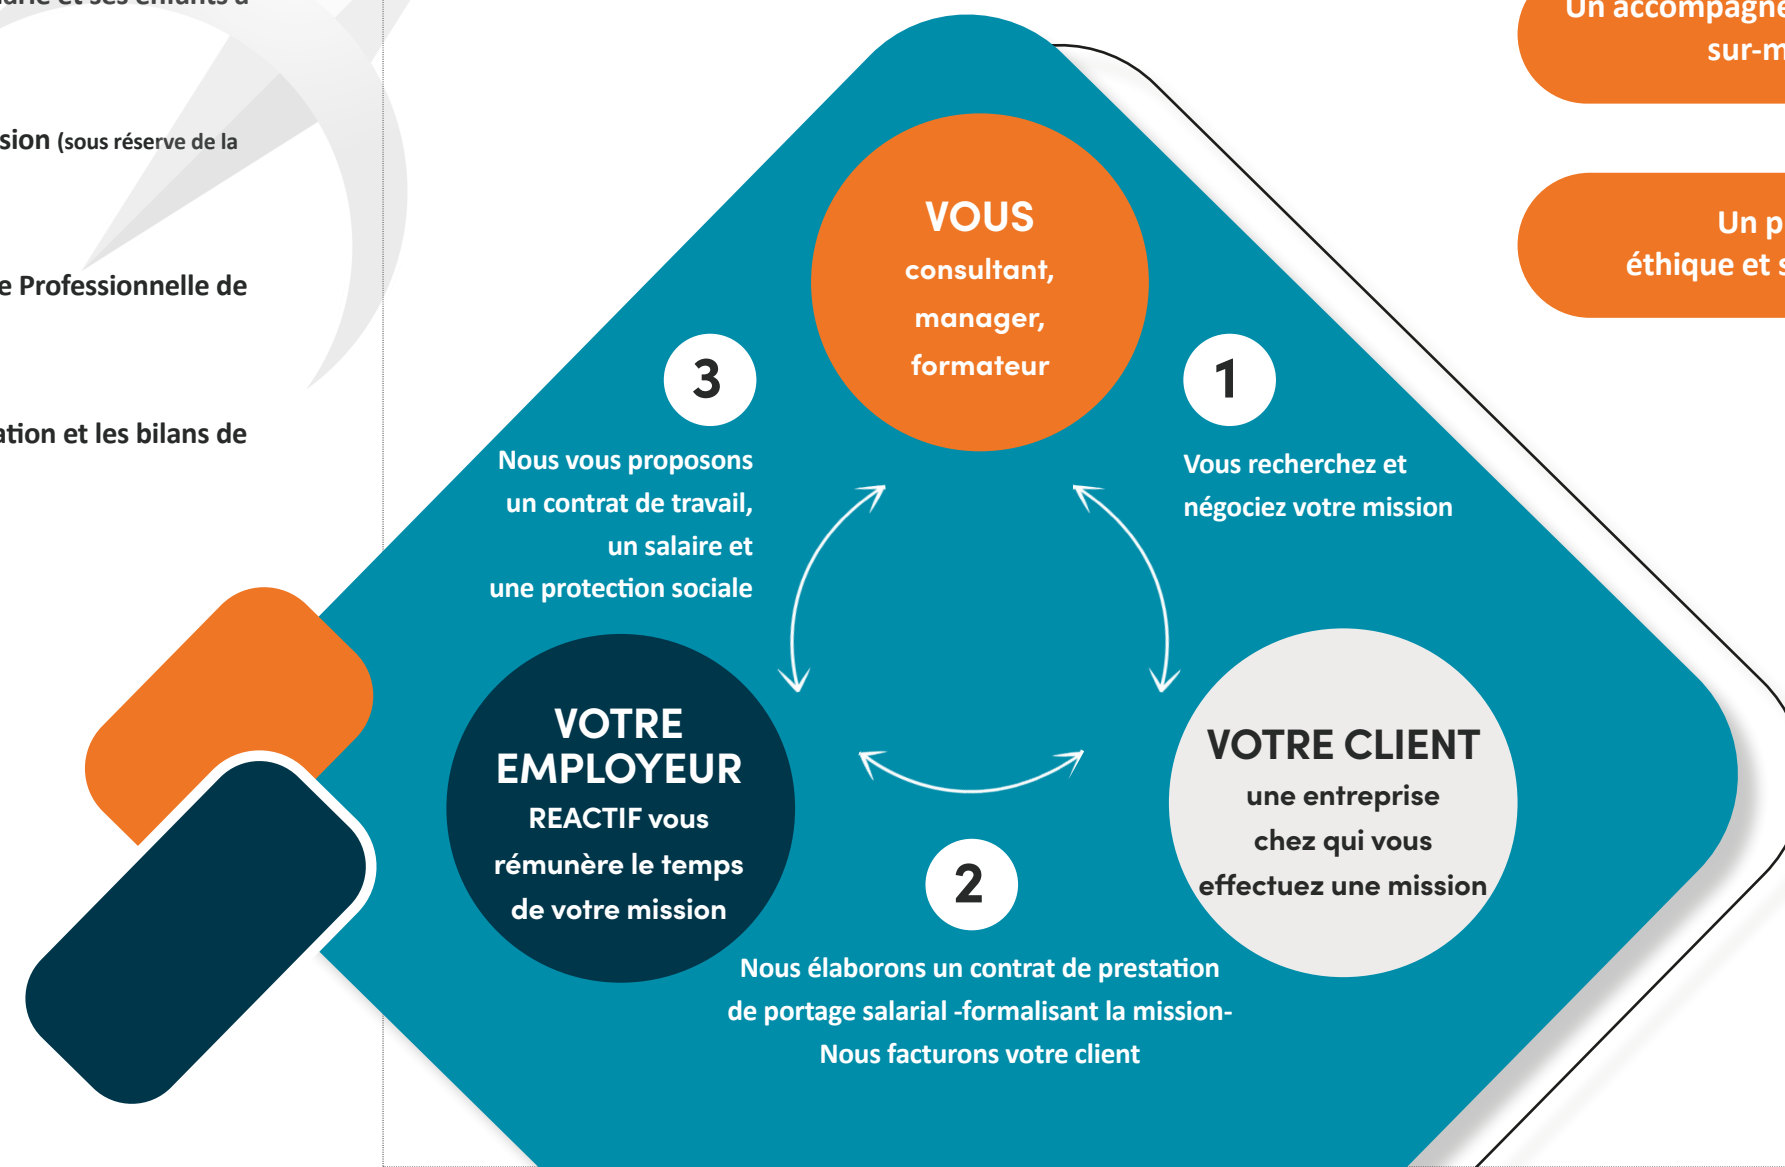 et ses enfants à
sion (sous réserve de la
e Professionnelle de
ation et les bilans de
VOUS
consultant,
manager,
formateur
3
Nous vous proposons
un contrat de travail,
un salaire et
une protection sociale
1
Vous recherchez et
négociez votre mission
VOTRE
EMPLOYEUR
REACTIF vous
rémunère le temps
de votre mission
VOTRE CLIENT
une entreprise
chez qui vous
effectuez une mission
2
Nous élaborons un contrat de prestation
de portage salarial -formalisant la mission-
Nous facturons votre client
Un accompagne
sur-m
Un p
éthique et s